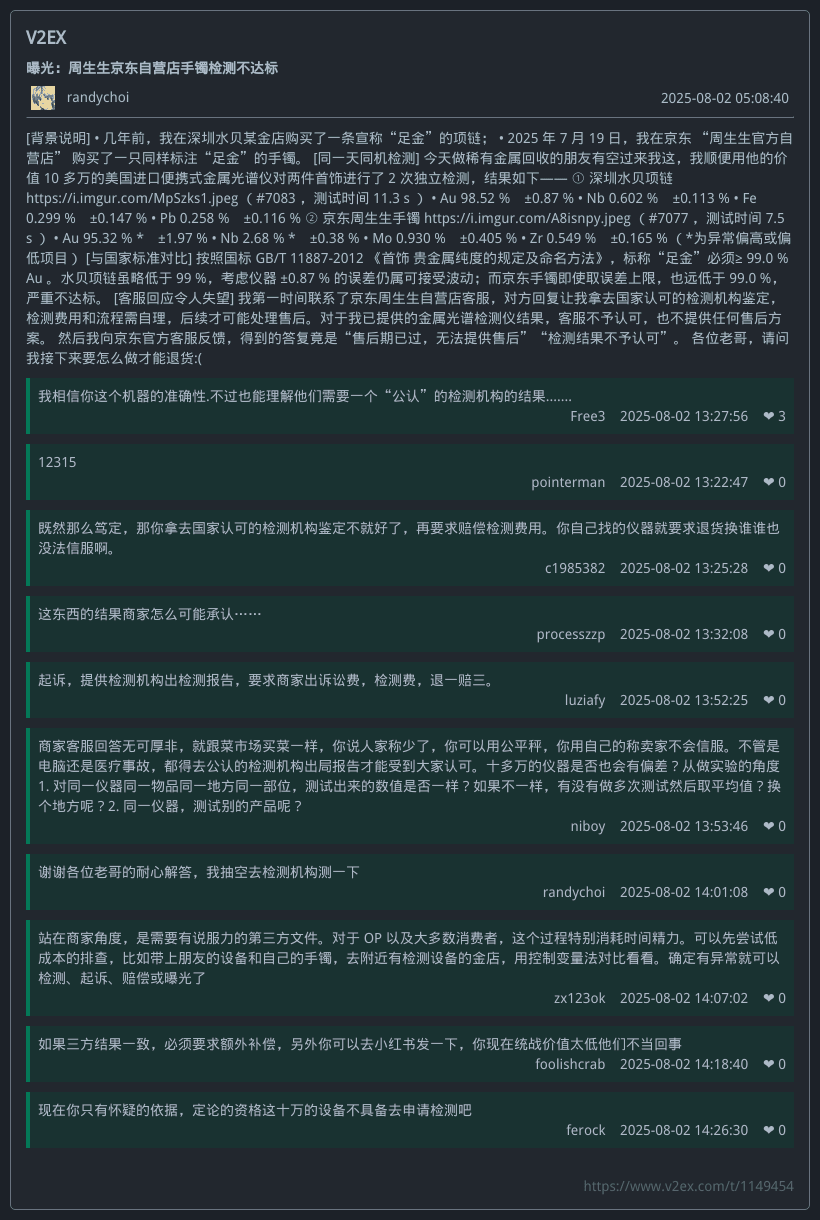 V2EX
曝光：周生生京东自营店手镯检测不达标
randychoi 2025-08-02 05:08:40
[背景说明] • 几年前，我在深圳水贝某金店购买了一条宣称“足金”的项链； • 2025 年 7 月 19 日，我在京东 “周生生官方自
营店” 购买了一只同样标注“足金”的手镯。 [同一天同机检测] 今天做稀有金属回收的朋友有空过来我这，我顺便用他的价
值 10 多万的美国进口便携式金属光谱仪对两件首饰进行了 2 次独立检测，结果如下—— ① 深圳水贝项链
https://i.imgur.com/MpSzks1.jpeg （ #7083 ，测试时间 11.3 s ） • Au 98.52 % ±0.87 % • Nb 0.602 % ±0.113 % • Fe
0.299 % ±0.147 % • Pb 0.258 % ±0.116 % ② 京东周生生手镯 https://i.imgur.com/A8isnpy.jpeg （ #7077 ，测试时间 7.5
s ） • Au 95.32 % * ±1.97 % • Nb 2.68 % * ±0.38 % • Mo 0.930 % ±0.405 % • Zr 0.549 % ±0.165 % （ *为异常偏高或偏
低项目 ） [与国家标准对比] 按照国标 GB/T 11887-2012 《首饰 贵金属纯度的规定及命名方法》，标称“足金”必须≥ 99.0 %
Au 。水贝项链虽略低于 99 %，考虑仪器 ±0.87 % 的误差仍属可接受波动；而京东手镯即使取误差上限，也远低于 99.0 %，
严重不达标。 [客服回应令人失望] 我第一时间联系了京东周生生自营店客服，对方回复让我拿去国家认可的检测机构鉴定，
检测费用和流程需自理，后续才可能处理售后。对于我已提供的金属光谱检测仪结果，客服不予认可，也不提供任何售后方
案。 然后我向京东官方客服反馈，得到的答复竟是“售后期已过，无法提供售后” “检测结果不予认可” 。 各位老哥，请问
我接下来要怎么做才能退货:(
我相信你这个机器的准确性.不过也能理解他们需要一个“公认”的检测机构的结果.......
Free3 2025-08-02 13:27:56 ❤ 3
12315
pointerman 2025-08-02 13:22:47 ❤ 0
既然那么笃定，那你拿去国家认可的检测机构鉴定不就好了，再要求赔偿检测费用。你自己找的仪器就要求退货换谁谁也
没法信服啊。
c1985382 2025-08-02 13:25:28 ❤ 0
这东西的结果商家怎么可能承认……
processzzp 2025-08-02 13:32:08 ❤ 0
起诉，提供检测机构出检测报告，要求商家出诉讼费，检测费，退一赔三。
luziafy 2025-08-02 13:52:25 ❤ 0
商家客服回答无可厚非，就跟菜市场买菜一样，你说人家称少了，你可以用公平秤，你用自己的称卖家不会信服。不管是
电脑还是医疗事故，都得去公认的检测机构出局报告才能受到大家认可。十多万的仪器是否也会有偏差？从做实验的角度
1. 对同一仪器同一物品同一地方同一部位，测试出来的数值是否一样？如果不一样，有没有做多次测试然后取平均值？换
个地方呢？2. 同一仪器，测试别的产品呢？
niboy 2025-08-02 13:53:46 ❤ 0
谢谢各位老哥的耐心解答，我抽空去检测机构测一下
randychoi 2025-08-02 14:01:08 ❤ 0
站在商家角度，是需要有说服力的第三方文件。对于 OP 以及大多数消费者，这个过程特别消耗时间精力。可以先尝试低
成本的排查，比如带上朋友的设备和自己的手镯，去附近有检测设备的金店，用控制变量法对比看看。确定有异常就可以
检测、起诉、赔偿或曝光了
zx123ok 2025-08-02 14:07:02 ❤ 0
如果三方结果一致，必须要求额外补偿，另外你可以去小红书发一下，你现在统战价值太低他们不当回事
foolishcrab 2025-08-02 14:18:40 ❤ 0
现在你只有怀疑的依据，定论的资格这十万的设备不具备去申请检测吧
ferock 2025-08-02 14:26:30 ❤ 0
https://www.v2ex.com/t/1149454